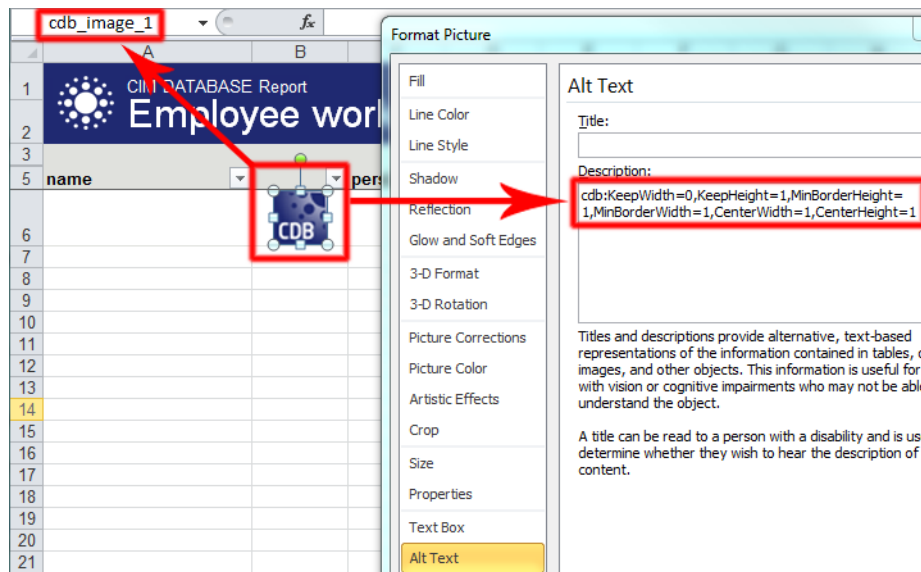 cdb_image_1
fx
A B
1
CIM DATABASE Report
2
Employee worl
3
5 name pers
CDB
6
7
8
9
10
11
12
13
14
15
16
17
18
19
20
21
Format Picture
Fill
Line Color
Line Style
Shadow
Reflection
Glow and Soft Edges
3-D Format
3-D Rotation
Picture Corrections
Picture Color
Artistic Effects
Crop
Size
Properties
Text Box
Alt Text
Alt Text
Title:
Description:
cdb:KeepWidth=0,KeepHeight=1,MinBorderHeight=
1,MinBorderWidth=1,CenterWidth=1,CenterHeight=1
Titles and descriptions provide alternative, text-based
representations of the information contained in tables,
images, and other objects. This information is useful for
with vision or cognitive impairments who may not be able
understand the object.
A title can be read to a person with a disability and is us
determine whether they wish to hear the description of
content.